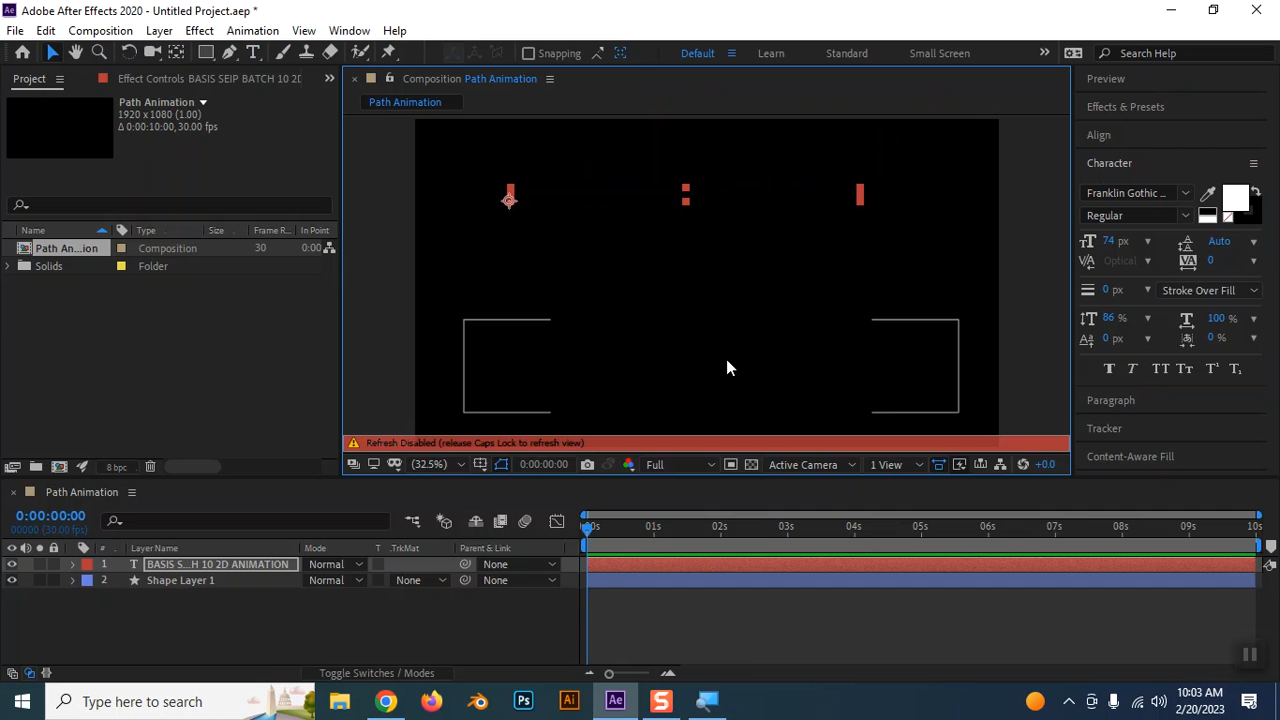 Adobe After Effects 2020 - Untitled Project.aep *
File Edit Composition Layer Effect Animation View Window Help
Snapping Default Learn Standard Small Screen Search Help
Project Effect Controls BASIS SEIP BATCH 10 2D
Composition Path Animation
Path Animation
Path Animation
1920 x 1080 (1.00)
Δ 0:00:10:00, 30.00 fps
Name Type Size Frame R... In Point
Path An...ion Composition 30 0:00
Solids Folder
8 bpc
Refresh Disabled (release Caps Lock to refresh view)
(32.5%) 0:00:00:00 Full Active Camera 1 View +0.0
Preview
Effects & Presets
Align
Character
Franklin Gothic ...
Regular
74 px Auto
Optical 0
0 px Stroke Over Fill
86 % 100 %
0 px 0 %
Paragraph
Tracker
Content-Aware Fill
Path Animation
0:00:00:00
00000 (30.00 fps)
00s 01s 02s 03s 04s 05s 06s 07s 08s 09s 10s
# Layer Name Mode T .TrkMat Parent & Link
1 T BASIS S...H 10 2D ANIMATION Normal None
2 Shape Layer 1 Normal None None
Toggle Switches / Modes
Type here to search
10:03 AM
2/20/2023